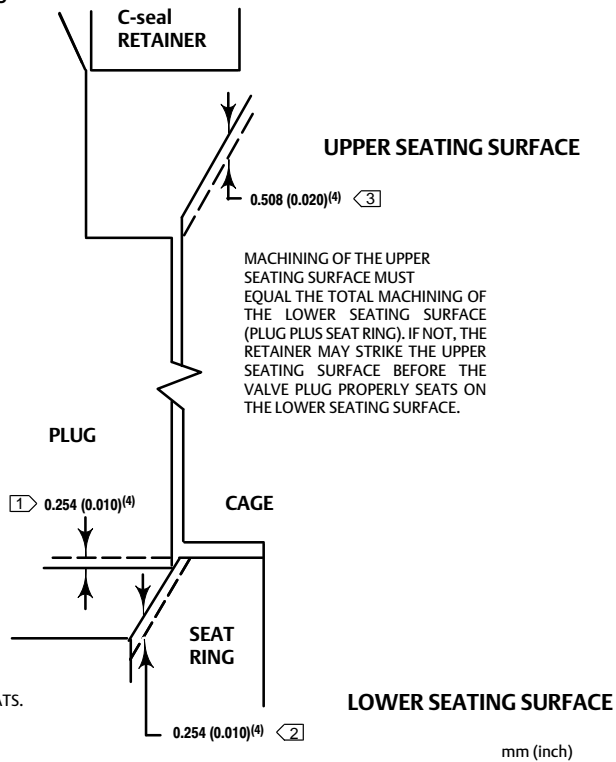 C-seal
RETAINER
UPPER SEATING SURFACE
0.508 (0.020)(4) 3
MACHINING OF THE UPPER
SEATING SURFACE MUST
EQUAL THE TOTAL MACHINING OF
THE LOWER SEATING SURFACE
(PLUG PLUS SEAT RING). IF NOT, THE
RETAINER MAY STRIKE THE UPPER
SEATING SURFACE BEFORE THE
VALVE PLUG PROPERLY SEATS ON
THE LOWER SEATING SURFACE.
PLUG
1 0.254 (0.010)(4)
CAGE
SEAT
RING
ATS.
LOWER SEATING SURFACE
0.254 (0.010)(4) 2
mm (inch)